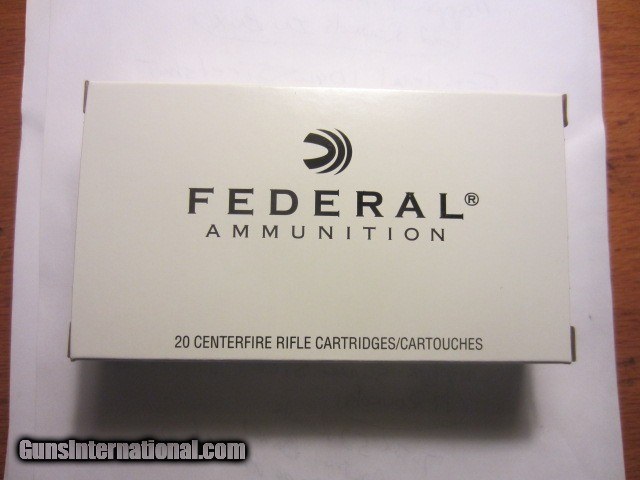 FEDERAL®
AMMUNITION
20 CENTERFIRE RIFLE CARTRIDGES/CARTOUCHES
GunsInternational.com